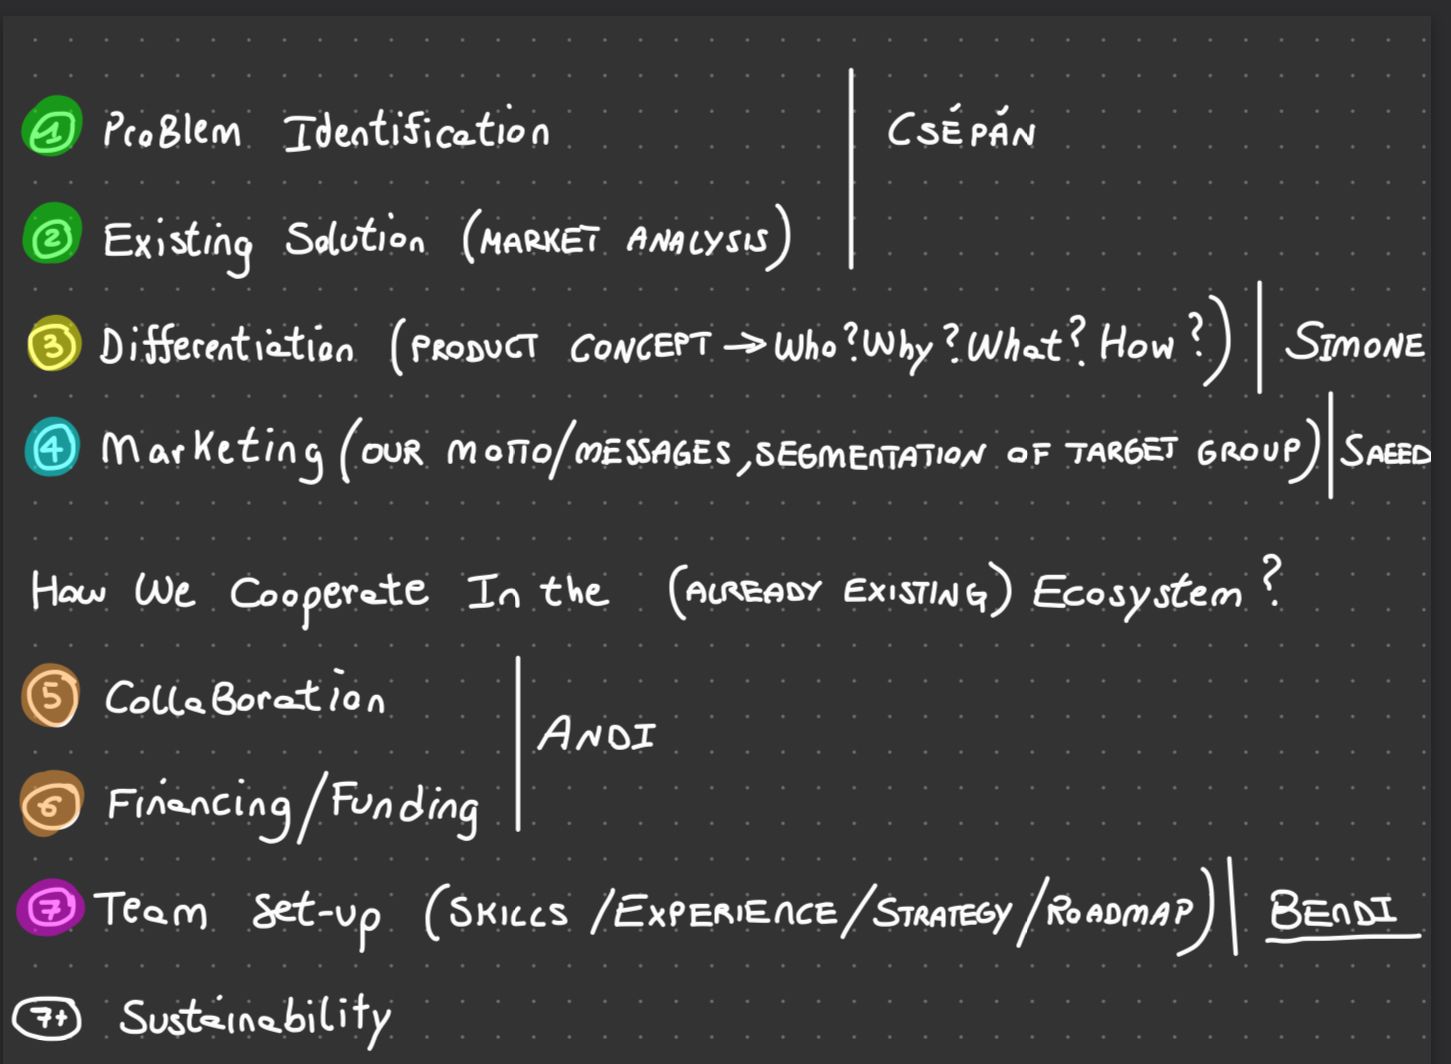 1 Problem Identification | CSÉPÁN
2 Existing Solution (MARKET ANALYSIS)
3 Differentiation (PRODUCT CONCEPT → Who? Why? What? How?) | SIMONE
4 Marketing (OUR MOTTO/MESSAGES, SEGMENTATION OF TARGET GROUP) | SAEED
How We Cooperate In the (ALREADY EXISTING) Ecosystem?
5 Collaboration | ANDI
6 Financing/Funding
7 Team Set-up (SKILLS/EXPERIENCE/STRATEGY/ROADMAP) | BENDI
7+ Sustainability